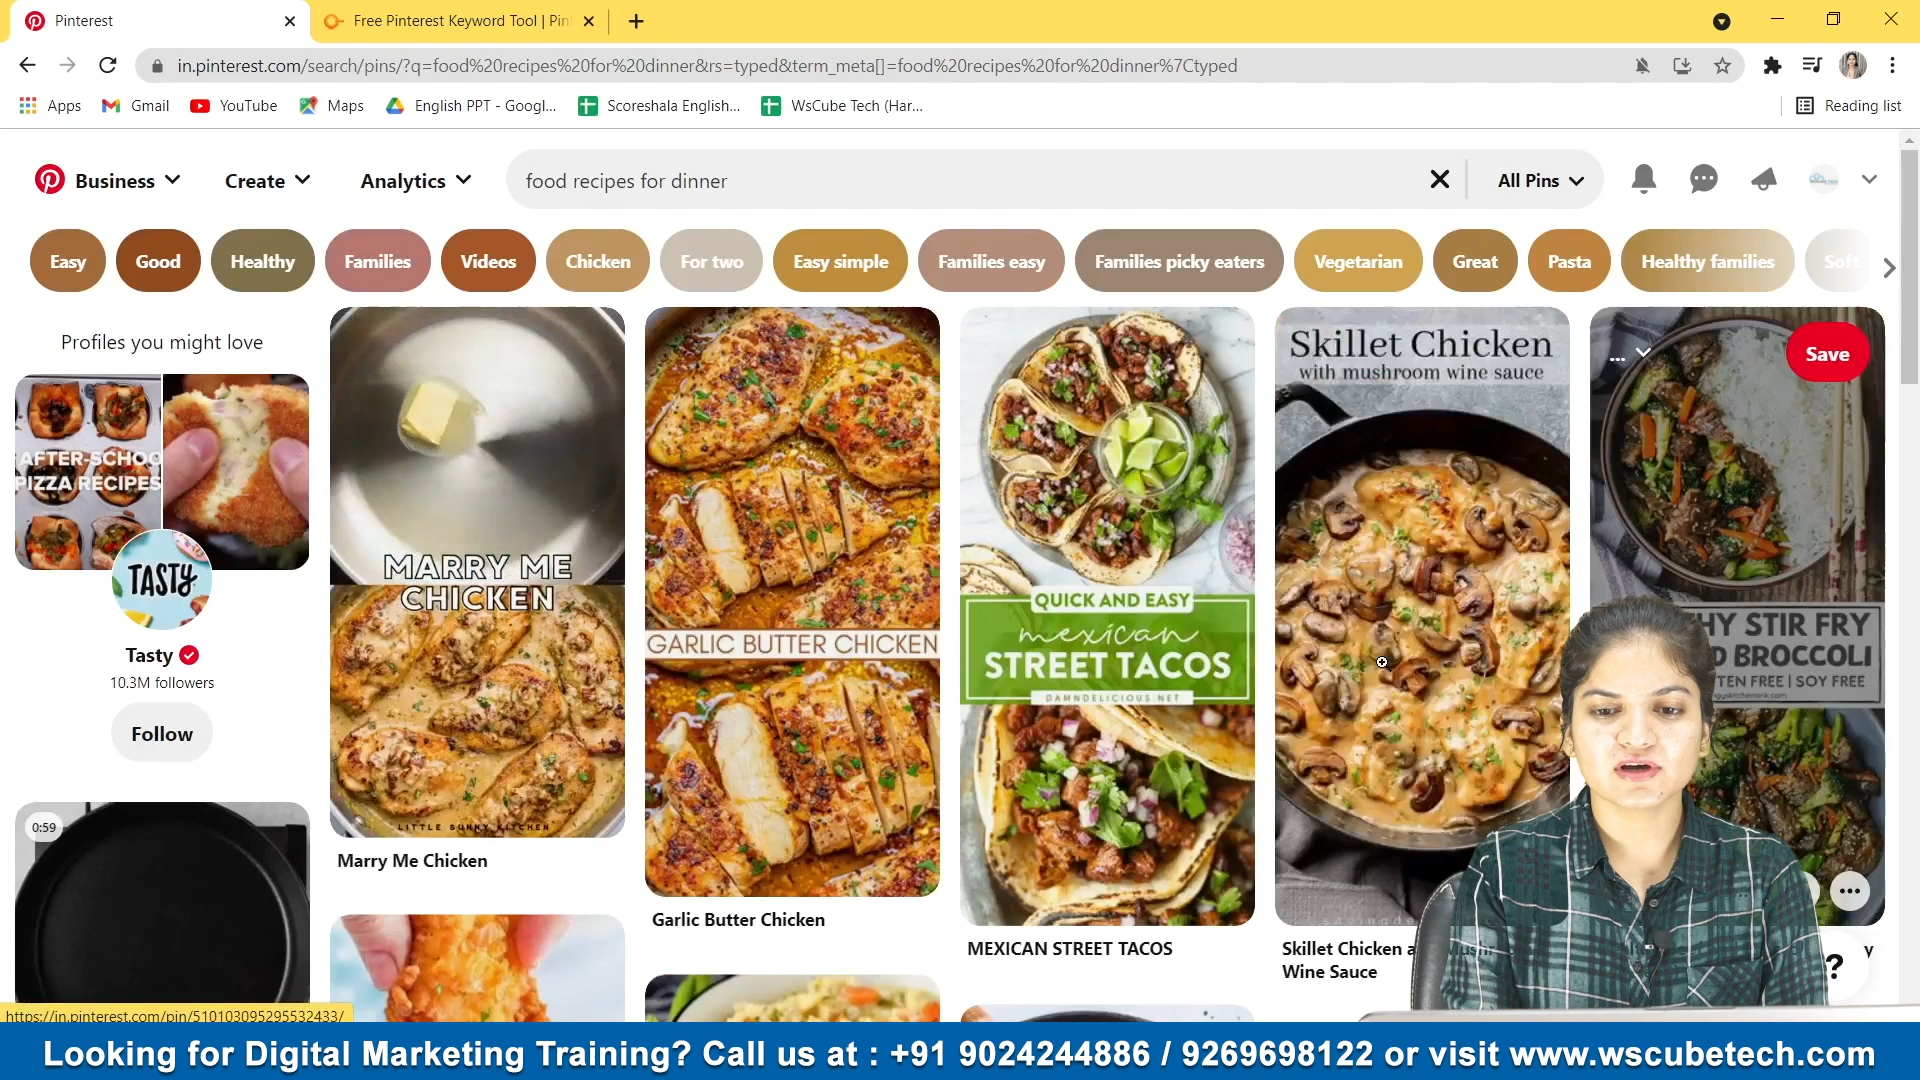 Pinterest
Free Pinterest Keyword Tool | Pin
in.pinterest.com/search/pins/?q=food%20recipes%20for%20dinner&rs=typed&term_meta[]=food%20recipes%20for%20dinner%7Ctyped
Apps Gmail YouTube Maps English PPT - Googl... Scoreshala English... WsCube Tech (Har... Reading list
Business Create Analytics food recipes for dinner All Pins
Easy Good Healthy Families Videos Chicken For two Easy simple Families easy Families picky eaters Vegetarian Great Pasta Healthy families Soft
Profiles you might love
AFTER-SCHOO
PIZZA RECIPES
TASTY
Tasty
10.3M followers
Follow
0:59
MARRY ME
CHICKEN
LITTLE SUNNY KITCHEN
Marry Me Chicken
GARLIC BUTTER CHICKEN
Garlic Butter Chicken
QUICK AND EASY
mexican
STREET TACOS
DAMNDELICIOUS.NET
MEXICAN STREET TACOS
Skillet Chicken
with mushroom wine sauce
Skillet Chicken a
Wine Sauce
... Save
HY STIR FRY
D BROCCOLI
TEN FREE | SOY FREE
y
?
https://in.pinterest.com/pin/510103095295532433/
Looking for Digital Marketing Training? Call us at : +91 9024244886 / 9269698122 or visit www.wscubetech.com